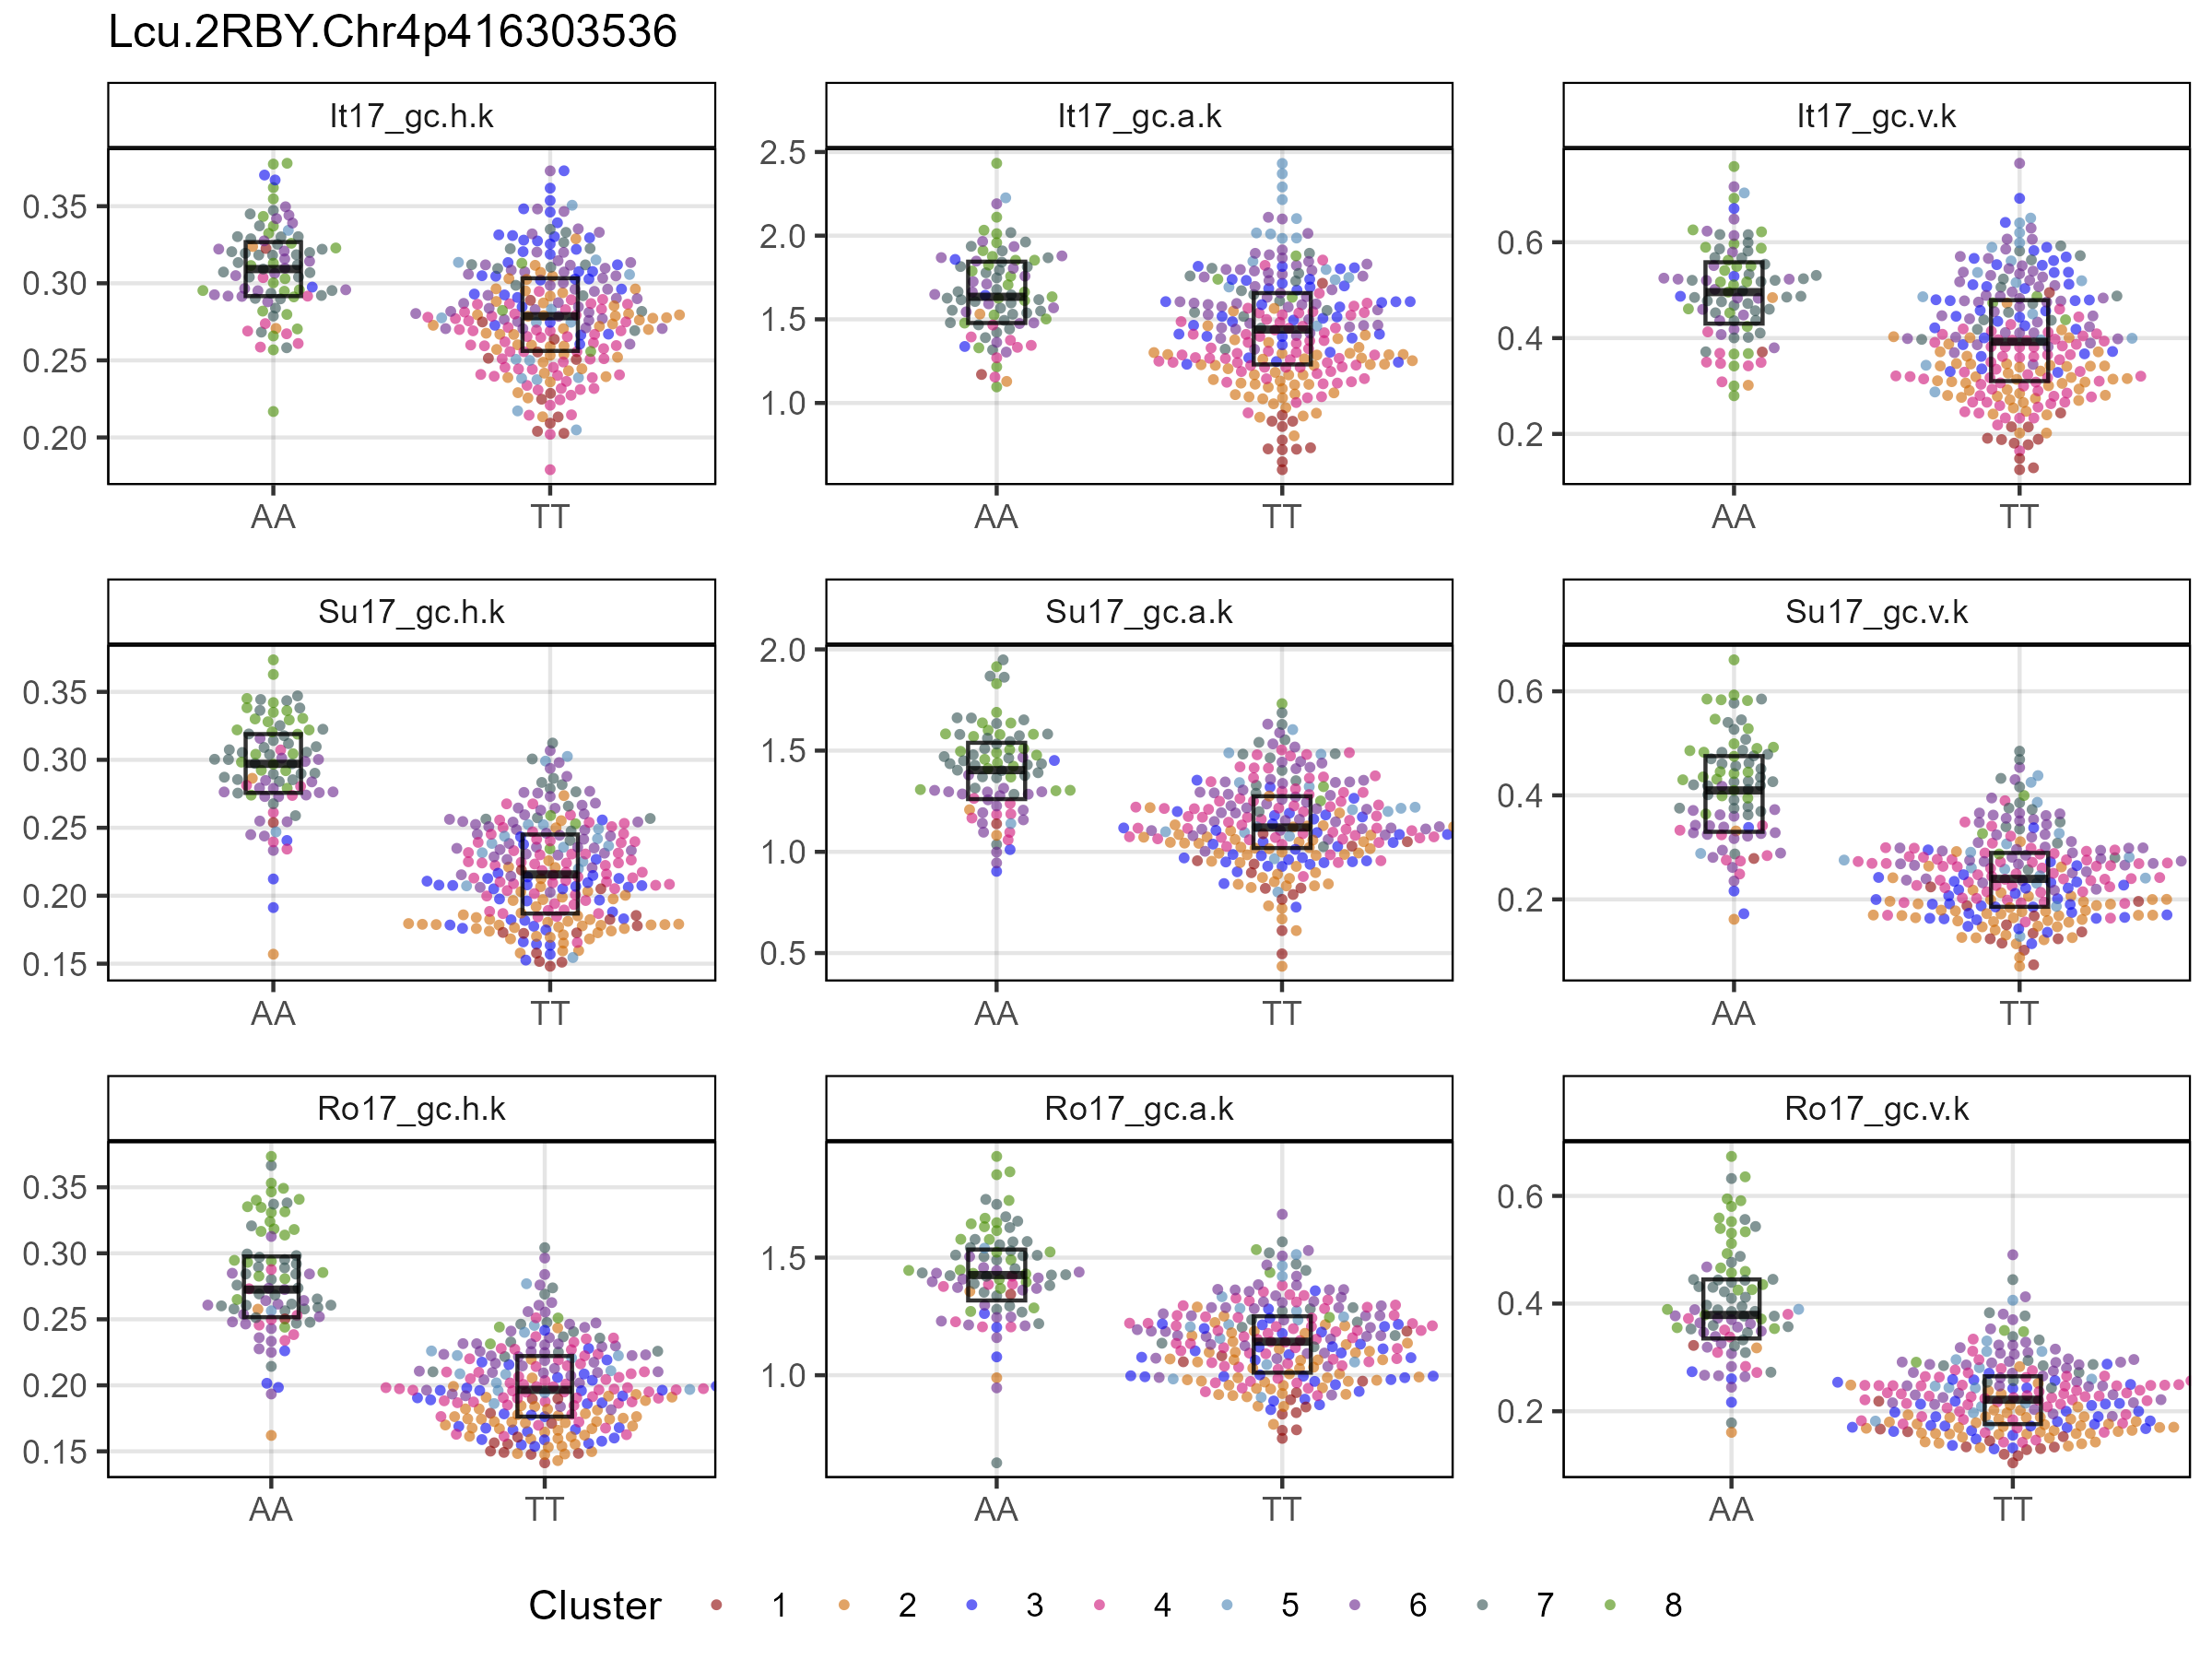 Lcu.2RBY.Chr4p416303536
It17_gc.h.k
It17_gc.a.k
It17_gc.v.k
0.35
0.30
0.25
0.20
2.5
2.0
1.5
1.0
0.6
0.4
0.2
AA TT
AA TT
AA TT
Su17_gc.h.k
Su17_gc.a.k
Su17_gc.v.k
0.35
0.30
0.25
0.20
0.15
2.0
1.5
1.0
0.5
0.6
0.4
0.2
AA TT
AA TT
AA TT
Ro17_gc.h.k
Ro17_gc.a.k
Ro17_gc.v.k
0.35
0.30
0.25
0.20
0.15
1.5
1.0
0.6
0.4
0.2
AA TT
AA TT
AA TT
Cluster 1 2 3 4 5 6 7 8